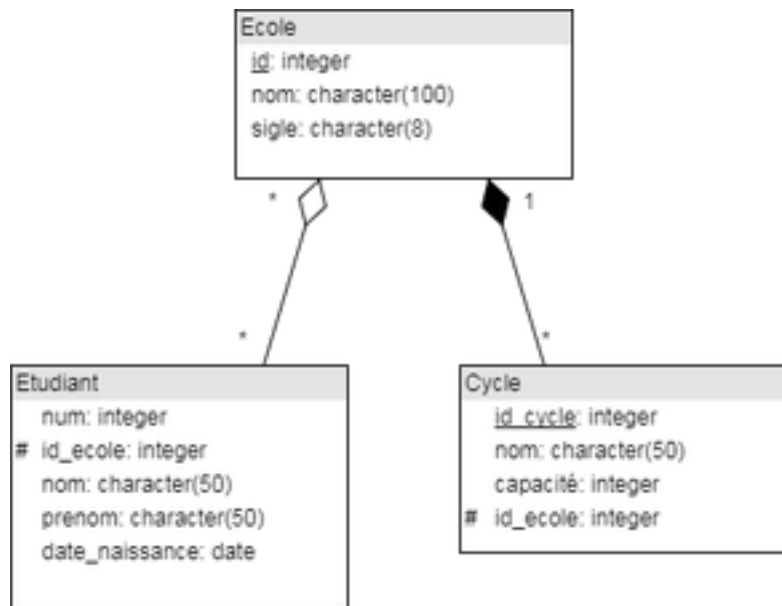 Ecole
id: integer
nom: character(100)
sigle: character(8)
*
1
*
*
Etudiant
num: integer
# id_ecole: integer
nom: character(50)
prenom: character(50)
date_naissance: date
Cycle
id_cycle: integer
nom: character(50)
capacité: integer
# id_ecole: integer